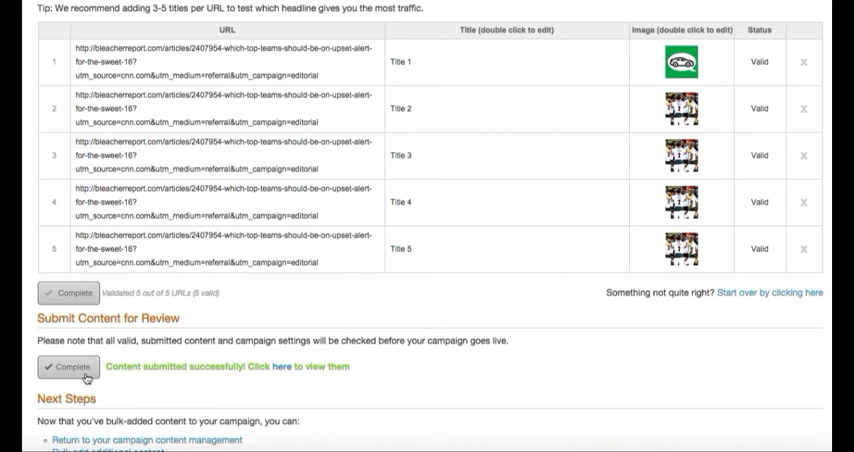 Tip: We recommend adding 3-5 titles per URL to test which headline gives you the most traffic.
URL Title (double click to edit) Image (double click to edit) Status
http://bleacherreport.com/articles/2407954-which-top-teams-should-be-on-upset-alert-
1 for-the-sweet-16? Title 1 Valid X
utm_source=cnn.com&utm_medium=referral&utm_campaign=editorial
http://bleacherreport.com/articles/2407954-which-top-teams-should-be-on-upset-alert-
2 for-the-sweet-16? Title 2 Valid X
utm_source=cnn.com&utm_medium=referral&utm_campaign=editorial
http://bleacherreport.com/articles/2407954-which-top-teams-should-be-on-upset-alert-
3 for-the-sweet-16? Title 3 Valid X
utm_source=cnn.com&utm_medium=referral&utm_campaign=editorial
http://bleacherreport.com/articles/2407954-which-top-teams-should-be-on-upset-alert-
4 for-the-sweet-16? Title 4 Valid X
utm_source=cnn.com&utm_medium=referral&utm_campaign=editorial
http://bleacherreport.com/articles/2407954-which-top-teams-should-be-on-upset-alert-
5 for-the-sweet-16? Title 5 Valid X
utm_source=cnn.com&utm_medium=referral&utm_campaign=editorial
✓ Complete Validated 5 out of 5 URLs (5 valid) Something not quite right? Start over by clicking here
Submit Content for Review
Please note that all valid, submitted content and campaign settings will be checked before your campaign goes live.
✓ Complete Content submitted successfully! Click here to view them
Next Steps
Now that you've bulk-added content to your campaign, you can:
Return to your campaign content management
Bulk add additional content